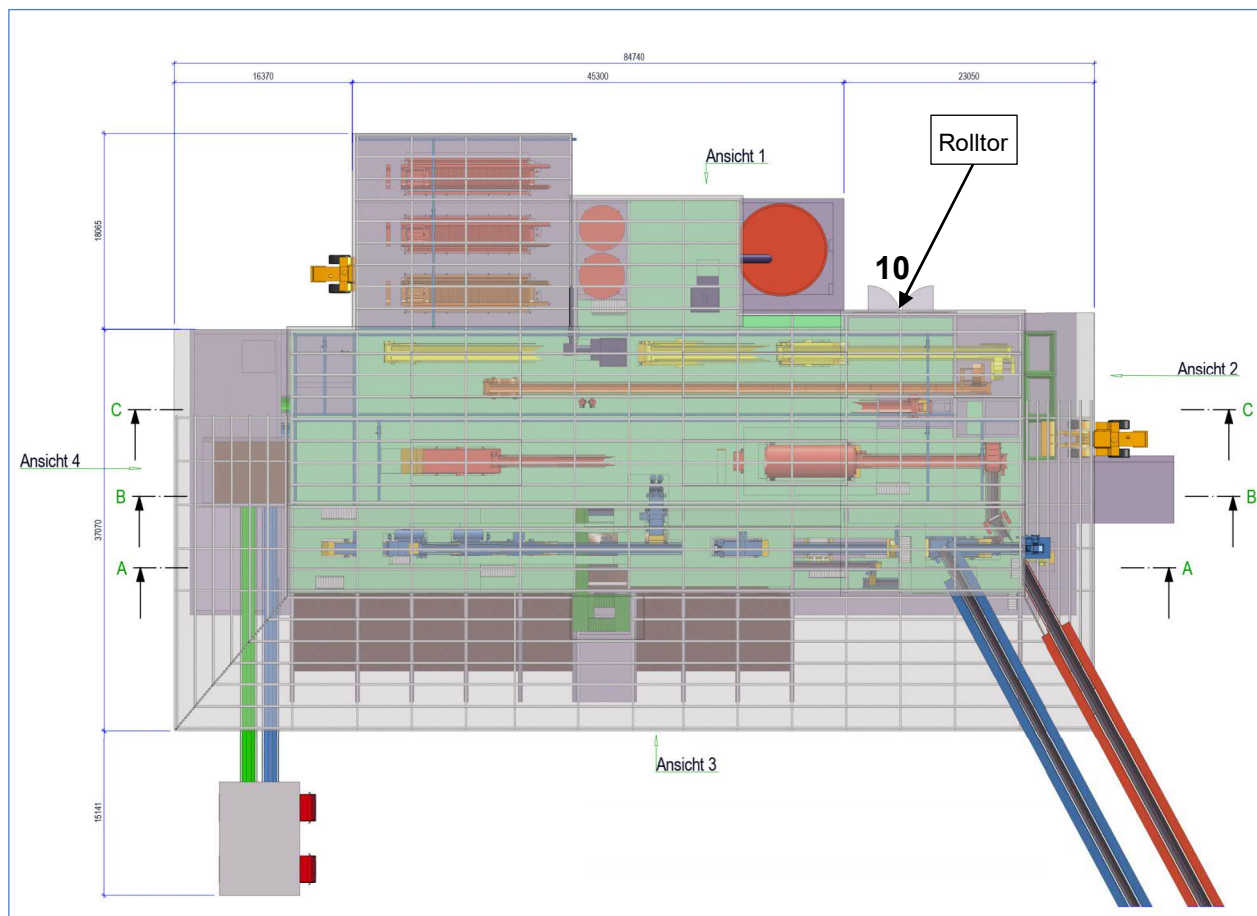 84740
16370
45300
23050
Rolltor
Ansicht 1
18065
10
Ansicht 2
C
C
Ansicht 4
B
B
37070
A
A
Ansicht 3
15141